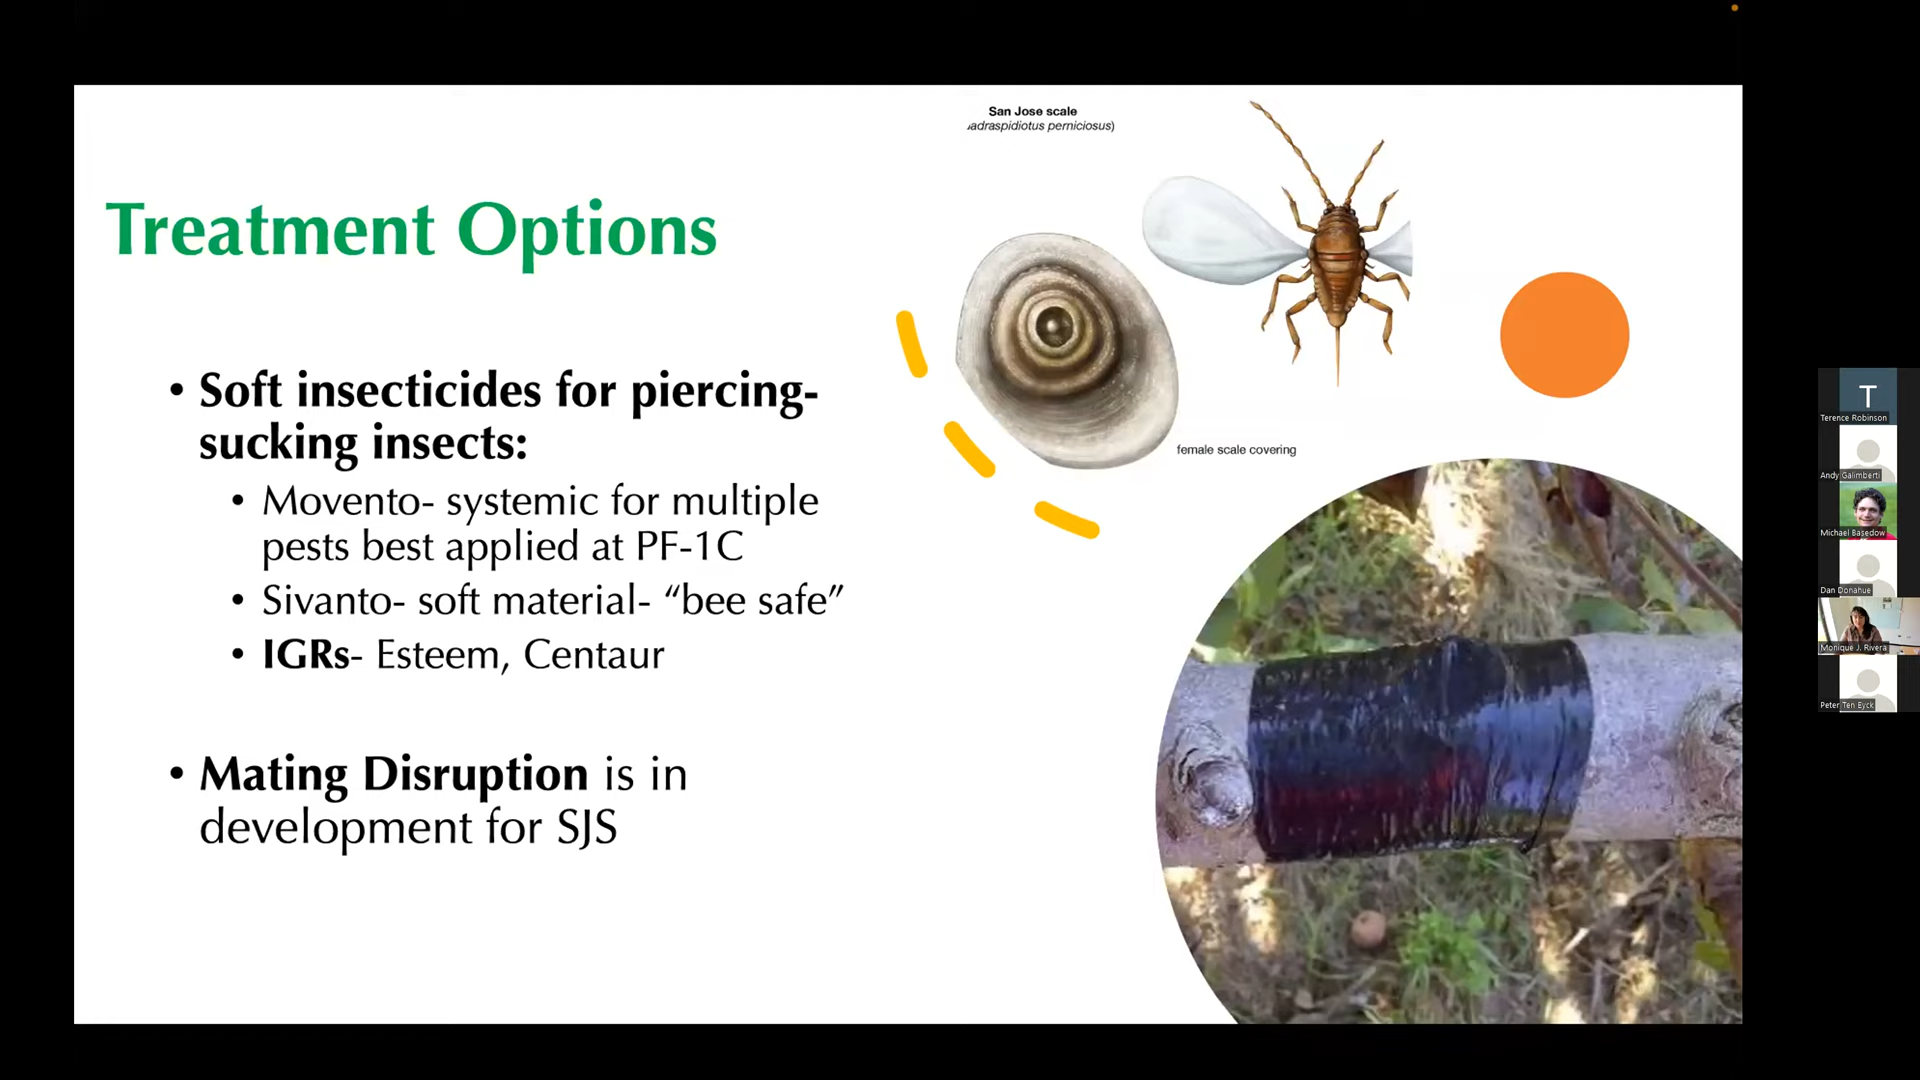 San Jose scale
adraspidiotus perniciosus)
Treatment Options
• Soft insecticides for piercing-
sucking insects:
• Movento- systemic for multiple
pests best applied at PF-1C
• Sivanto- soft material- “bee safe”
• IGRs- Esteem, Centaur
• Mating Disruption is in
development for SJS
female scale covering
T
Terence Robinson
Andy Galimberti
Michael Basedow
Dan Donahue
Monique J. Rivera
Peter Ten Eyck